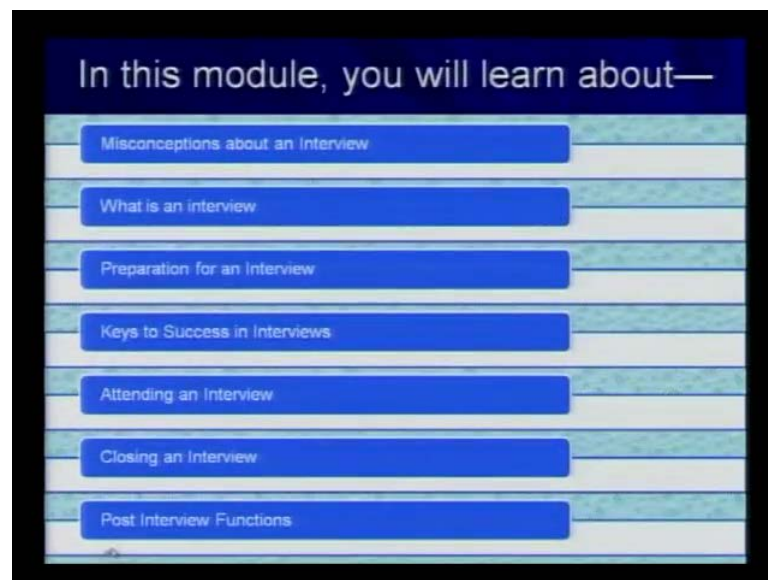 In this module, you will learn about—
Misconceptions about an Interview
What is an interview
Preparation for an Interview
Keys to Success in Interviews
Attending an Interview
Closing an Interview
Post Interview Functions